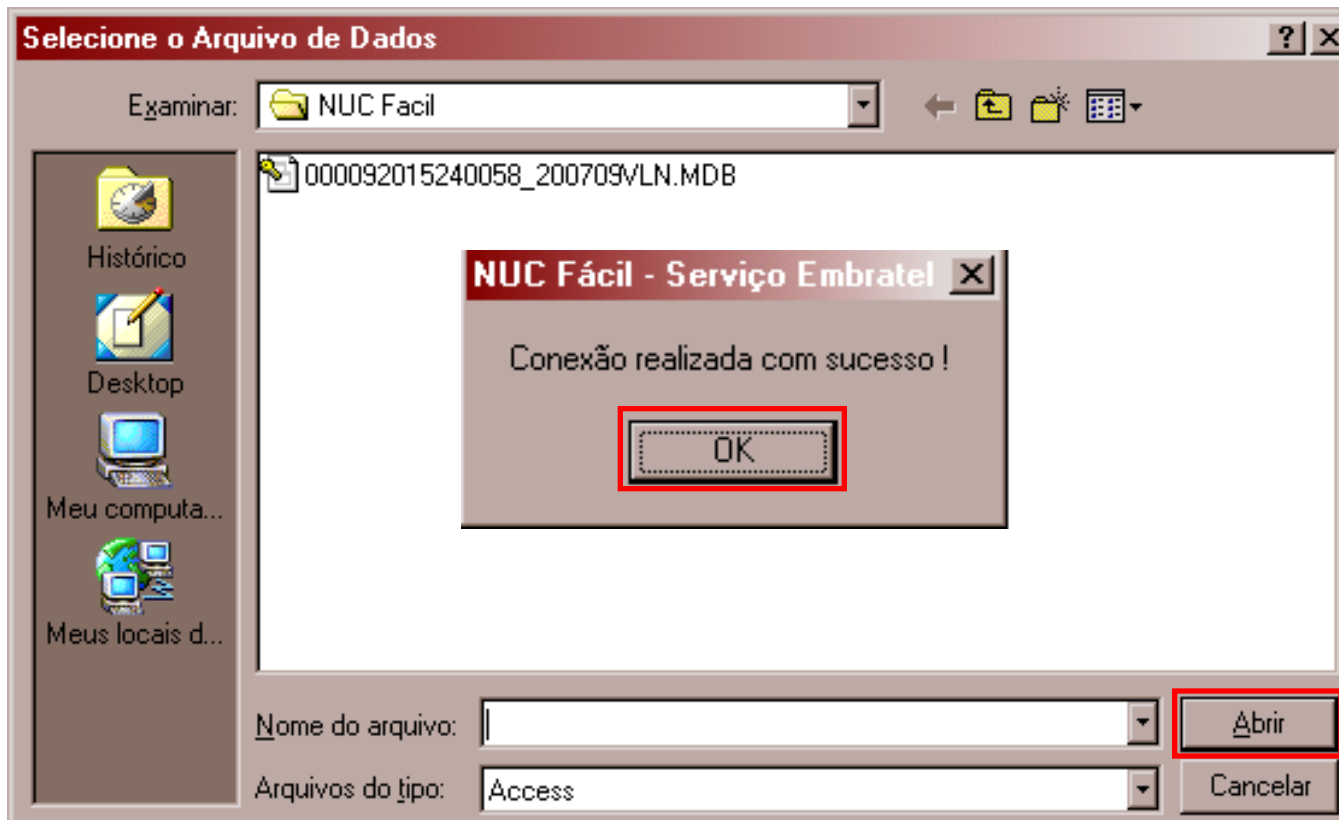 Selecione o Arquivo de Dados
Examinar: NUC Facil
000092015240058_200709VLN.MDB
Histórico
Desktop
Meu computa...
Meus locais d...
NUC Fácil - Serviço Embratel
Conexão realizada com sucesso !
OK
Nome do arquivo:
Abrir
Arquivos do tipo: Access
Cancelar